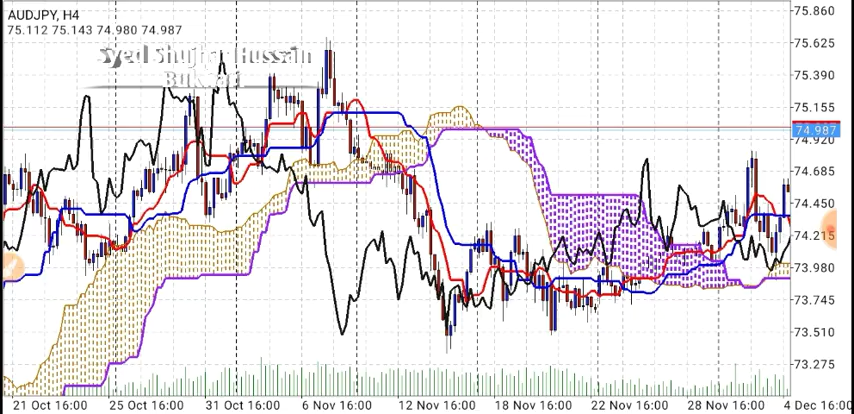 AUDJPY, H4
75.112 75.143 74.980 74.987
Syed Shujhat Hussain
Bukhari
75.860
75.625
75.390
75.155
74.987
74.920
74.685
74.450
74.215
73.980
73.745
73.510
73.275
21 Oct 16:00 25 Oct 16:00 31 Oct 16:00 6 Nov 16:00 12 Nov 16:00 18 Nov 16:00 22 Nov 16:00 28 Nov 16:00 4 Dec 16:00